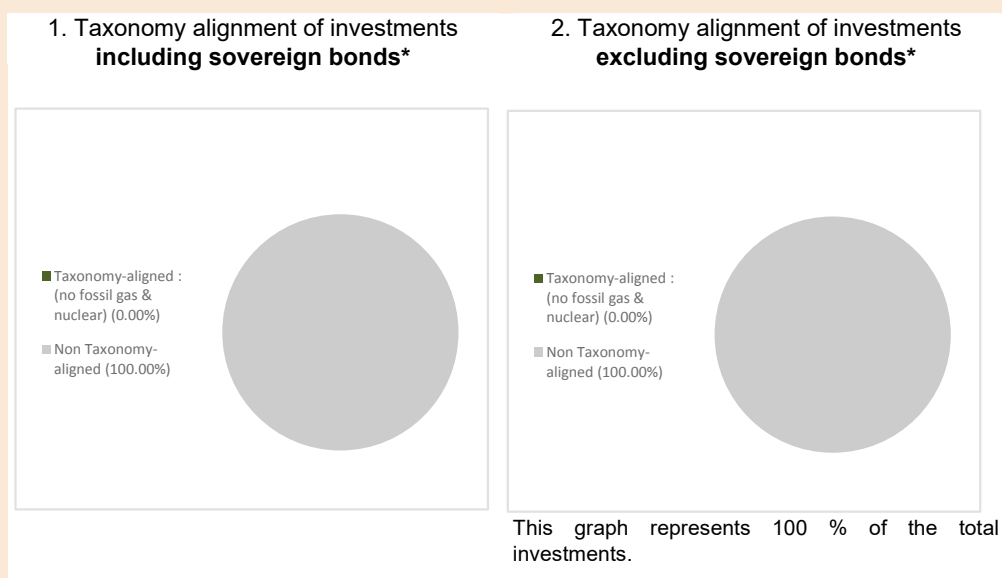 1. Taxonomy alignment of investments
including sovereign bonds*
Taxonomy-aligned :
(no fossil gas &
nuclear) (0.00%)
Non Taxonomy-
aligned (100.00%)
2. Taxonomy alignment of investments
excluding sovereign bonds*
Taxonomy-aligned :
(no fossil gas &
nuclear) (0.00%)
Non Taxonomy-
aligned (100.00%)
This graph represents 100 % of the total
investments.